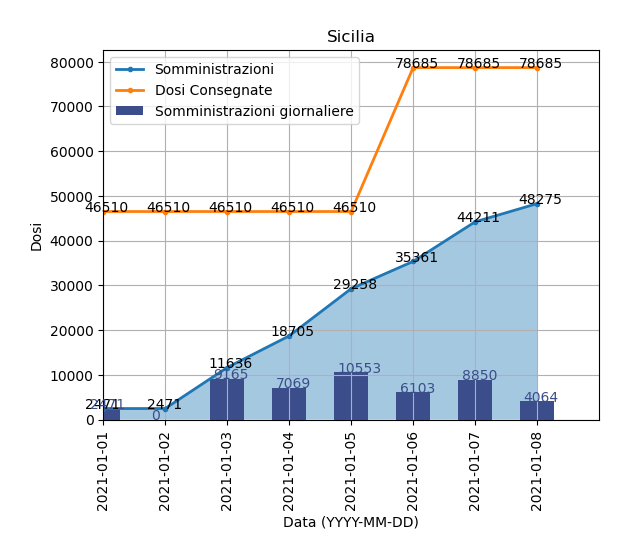 Sicilia
Somministrazioni
Dosi Consegnate
Somministrazioni giornaliere
Dosi
80000
70000
60000
50000
40000
30000
20000
10000
0
46510 46510 46510 46510 46510 78685 78685 78685
2471 2471 11636 18705 29258 35361 44211 48275
2471 0 9165 7069 10553 6103 8850 4064
2021-01-01
2021-01-02
2021-01-03
2021-01-04
2021-01-05
2021-01-06
2021-01-07
2021-01-08
Data (YYYY-MM-DD)